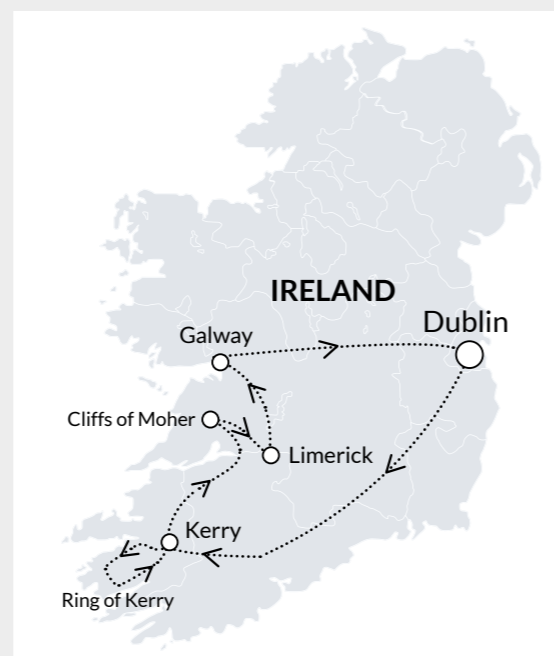 IRELAND
Dublin
Galway
Cliffs of Moher
Limerick
Kerry
Ring of Kerry